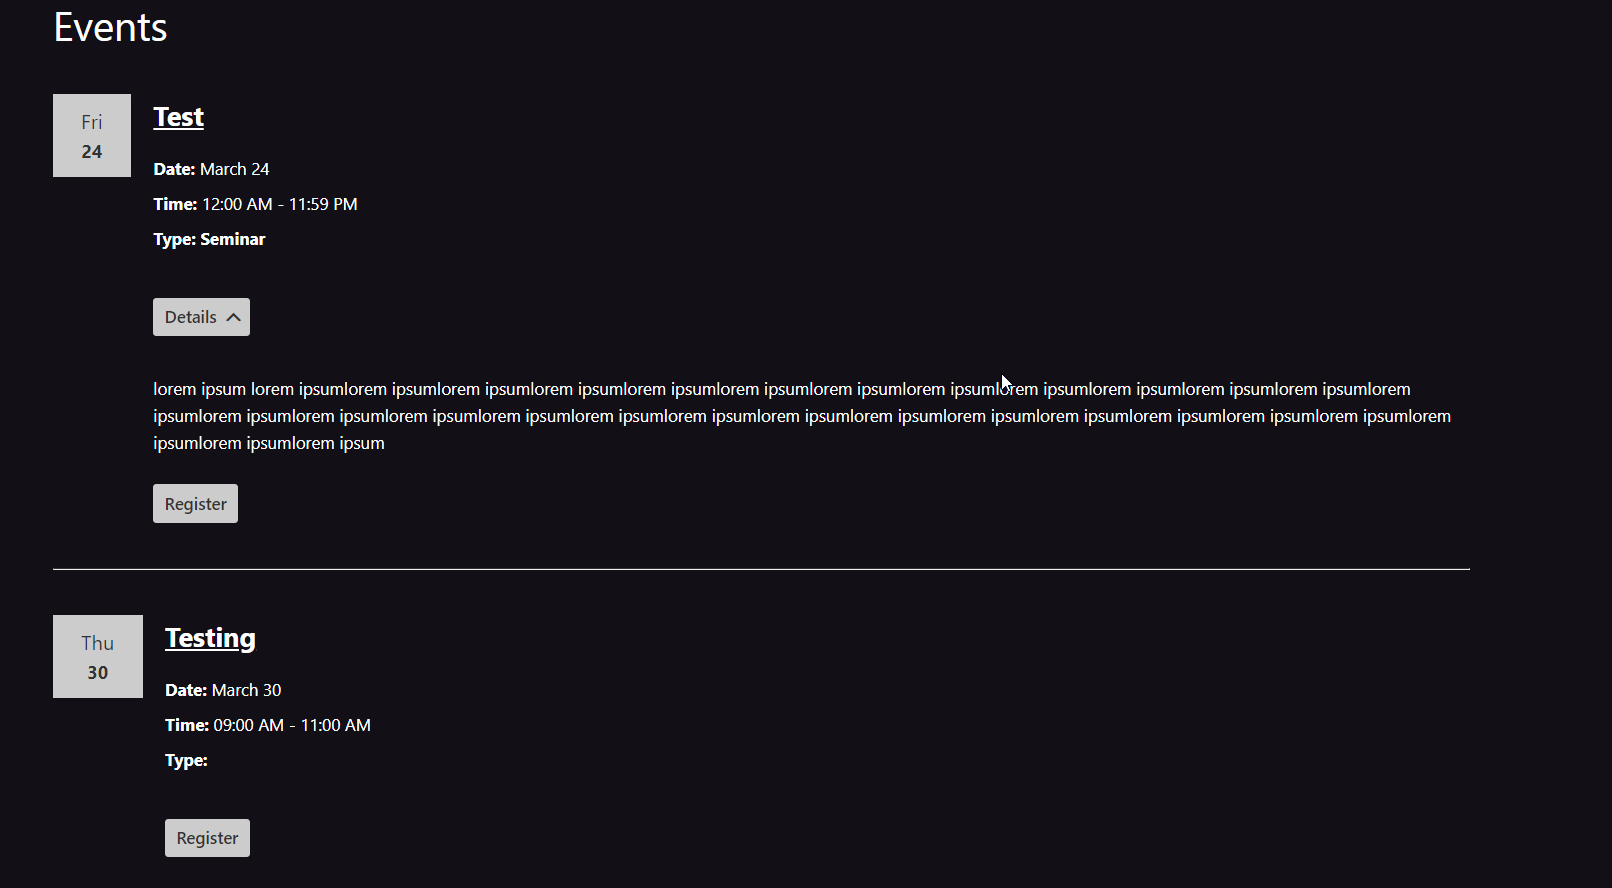 Events
Fri
24
Test
Date: March 24
Time: 12:00 AM - 11:59 PM
Type: Seminar
Details
lorem ipsum lorem ipsumlorem ipsumlorem ipsumlorem ipsumlorem ipsumlorem ipsumlorem ipsumlorem ipsumlorem ipsumlorem ipsumlorem ipsumlorem ipsumlorem
ipsumlorem ipsumlorem ipsumlorem ipsumlorem ipsumlorem ipsumlorem ipsumlorem ipsumlorem ipsumlorem ipsumlorem ipsumlorem ipsumlorem ipsumlorem ipsumlorem
ipsumlorem ipsumlorem ipsum
Register
Thu
30
Testing
Date: March 30
Time: 09:00 AM - 11:00 AM
Type:
Register